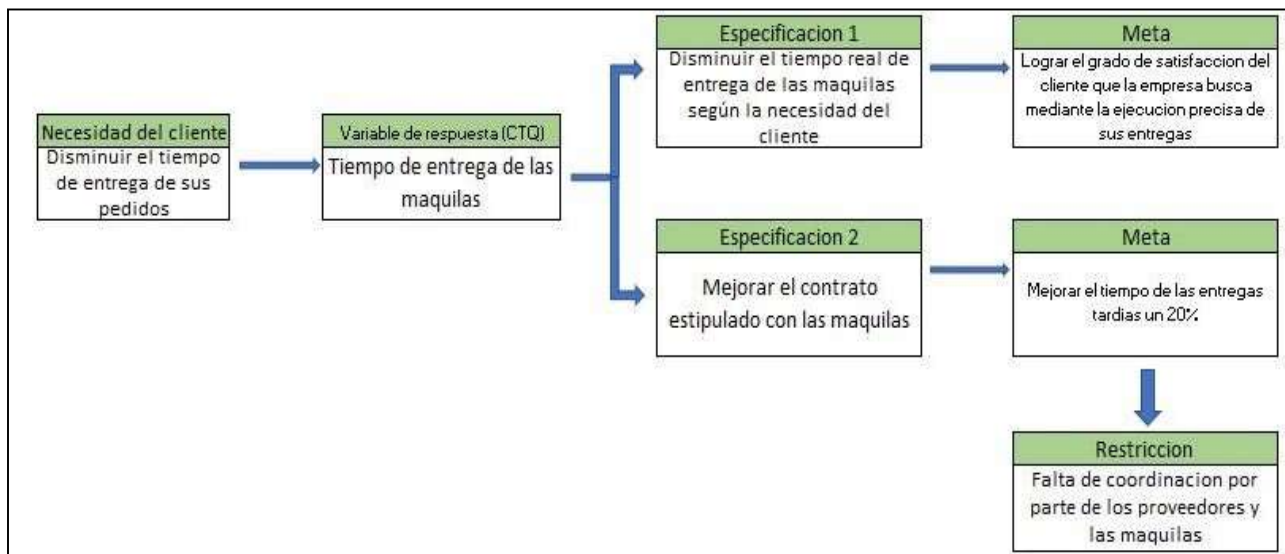 Necesidad del cliente
Disminuir el tiempo
de entrega de sus
pedidos
Variable de respuesta (CTQ)
Tiempo de entrega de las
maquilas
Especificacion 1
Disminuir el tiempo real de
entrega de las maquilas
según la necesidad del
cliente
Meta
Lograr el grado de satisfaccion del
cliente que la empresa busca
mediante la ejecucion precisa de
sus entregas
Especificacion 2
Mejorar el contrato
estipulado con las maquilas
Meta
Mejorar el tiempo de las entregas
tardias un 20%
Restriccion
Falta de coordinacion por
parte de los proveedores y
las maquilas